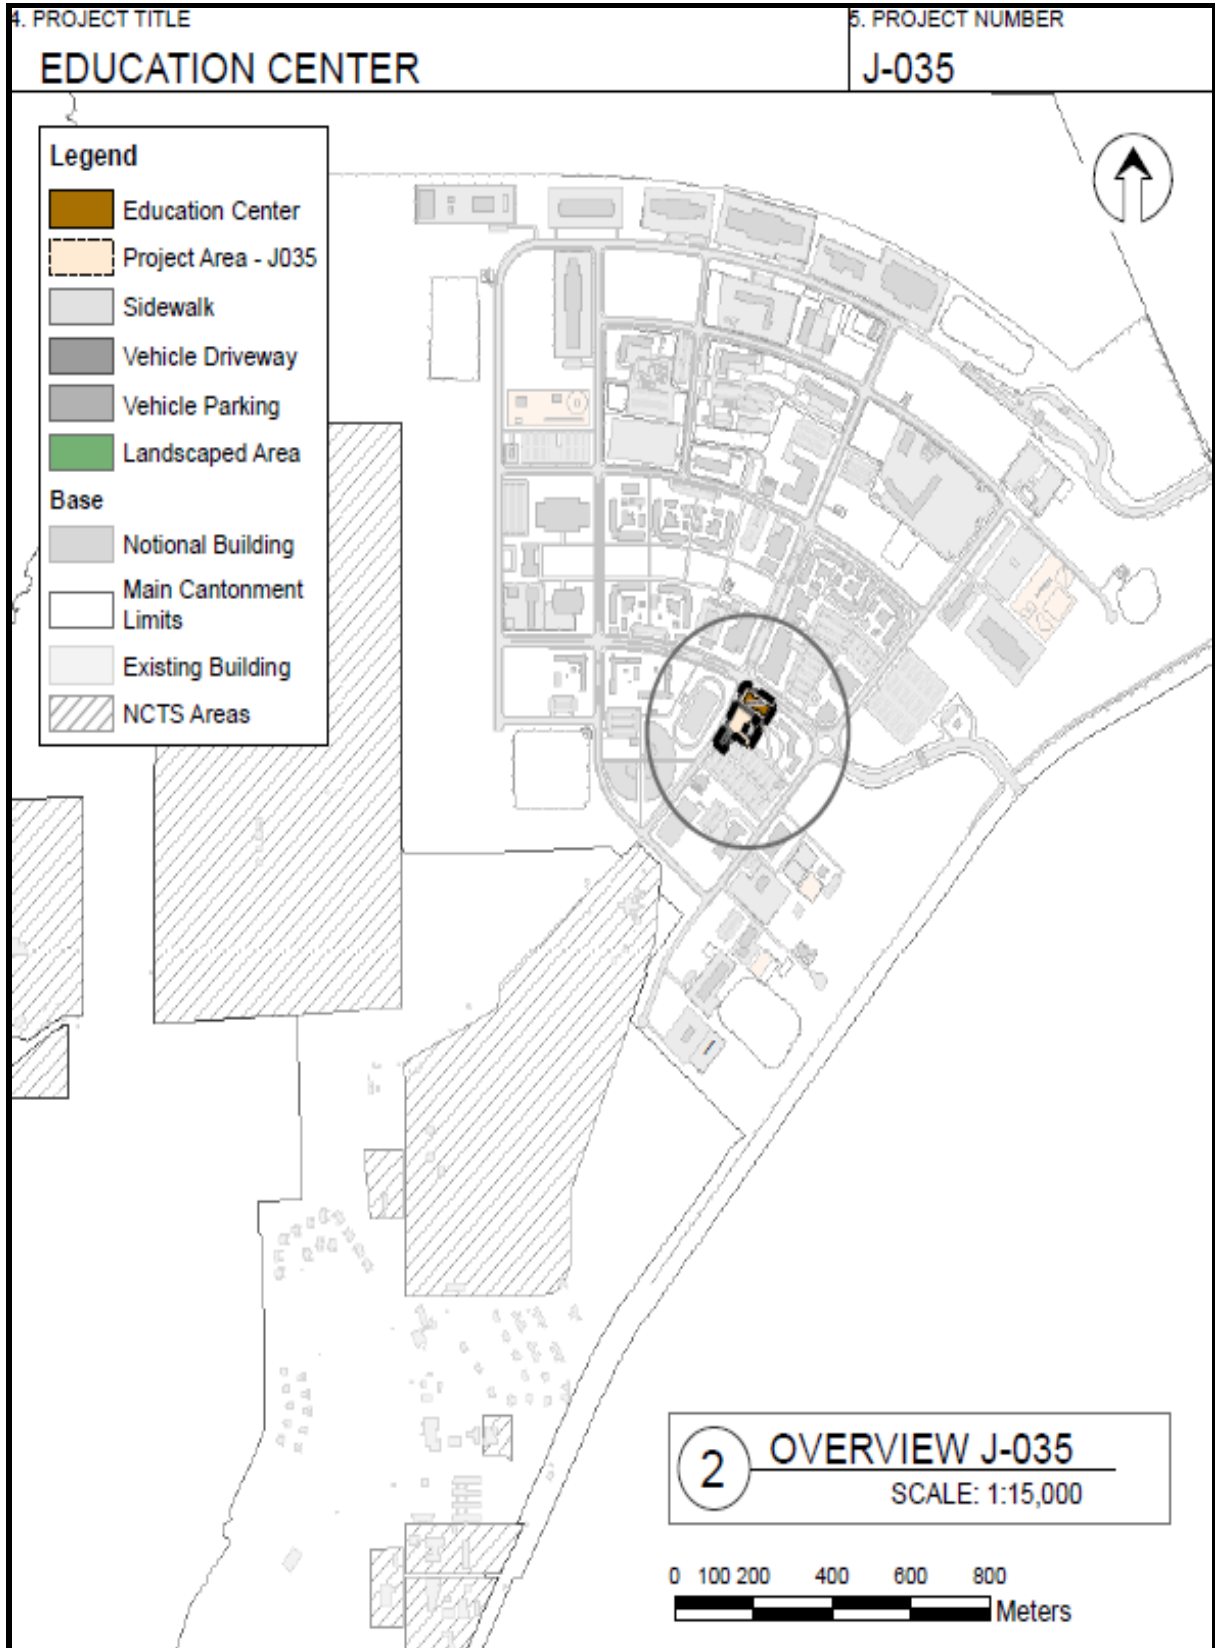 4. PROJECT TITLE
EDUCATION CENTER
5. PROJECT NUMBER
J-035
Legend
Education Center
Project Area - J035
Sidewalk
Vehicle Driveway
Vehicle Parking
Landscaped Area
Base
Notional Building
Main Cantonment
Limits
Existing Building
NCTS Areas
2
OVERVIEW J-035
SCALE: 1:15,000
0 100 200 400 600 800
Meters